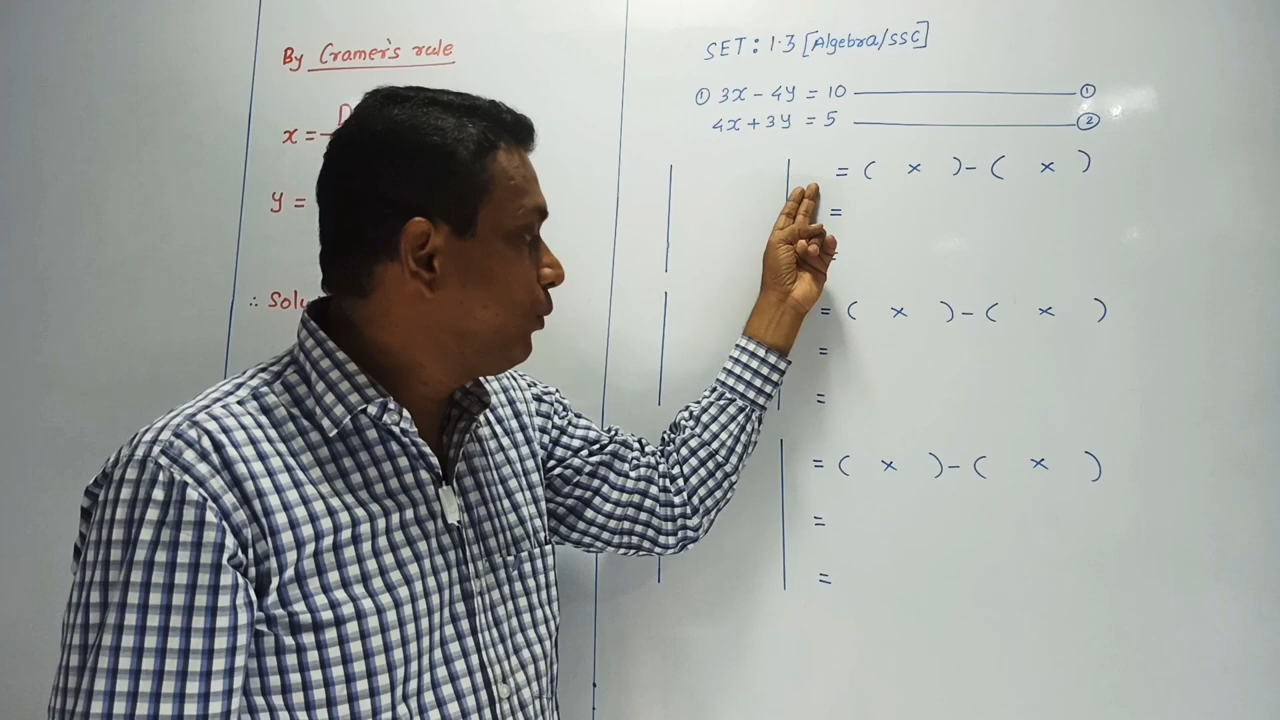 By Cramer's rule
x = D
y =
∴ Solu
SET: 1.3 [Algebra/SSC]
① 3x - 4y = 10 ——— ①
4x + 3y = 5 ——— ②
| | = ( × ) - ( × )
=
= ( × ) - ( × )
=
=
| | = ( × ) - ( × )
=
=